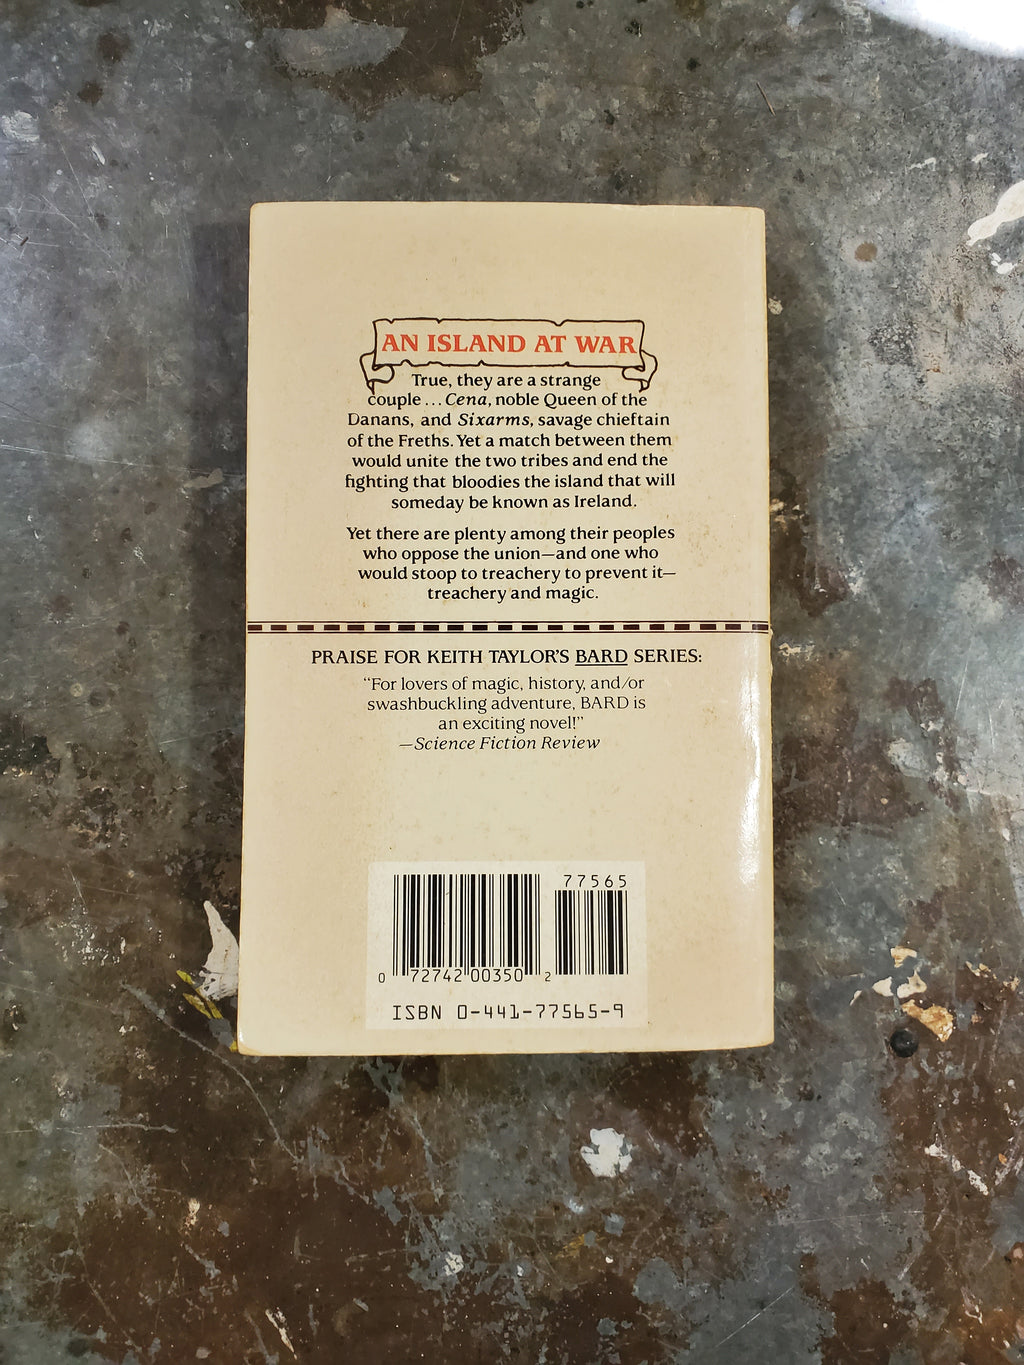 AN ISLAND AT WAR
True, they are a strange
couple . . . Cena, noble Queen of the
Danans, and Sixarms, savage chieftain
of the Freths. Yet a match between them
would unite the two tribes and end the
fighting that bloodies the island that will
someday be known as Ireland.
Yet there are plenty among their peoples
who oppose the union—and one who
would stoop to treachery to prevent it—
treachery and magic.
PRAISE FOR KEITH TAYLOR'S BARD SERIES:
“For lovers of magic, history, and/or
swashbuckling adventure, BARD is
an exciting novel!”
—Science Fiction Review
77565
0 72742 00350 2
ISBN 0-441-77565-9